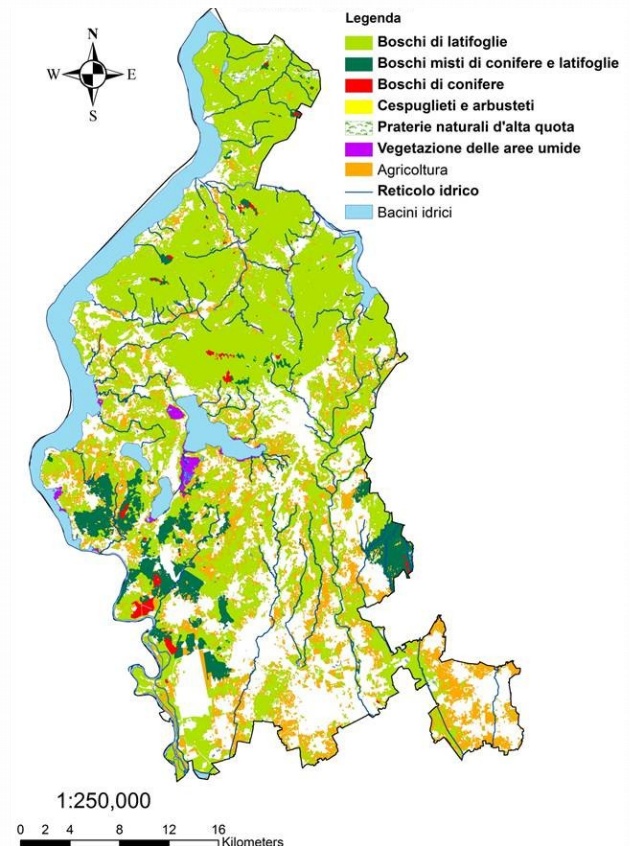 Legenda
Boschi di latifoglie
Boschi misti di conifere e latifoglie
Boschi di conifere
Cespuglieti e arbusteti
Praterie naturali d'alta quota
Vegetazione delle aree umide
Agricoltura
Reticolo idrico
Bacini idrici
N
W E
S
1:250,000
0 2 4 8 12 16
Kilometers